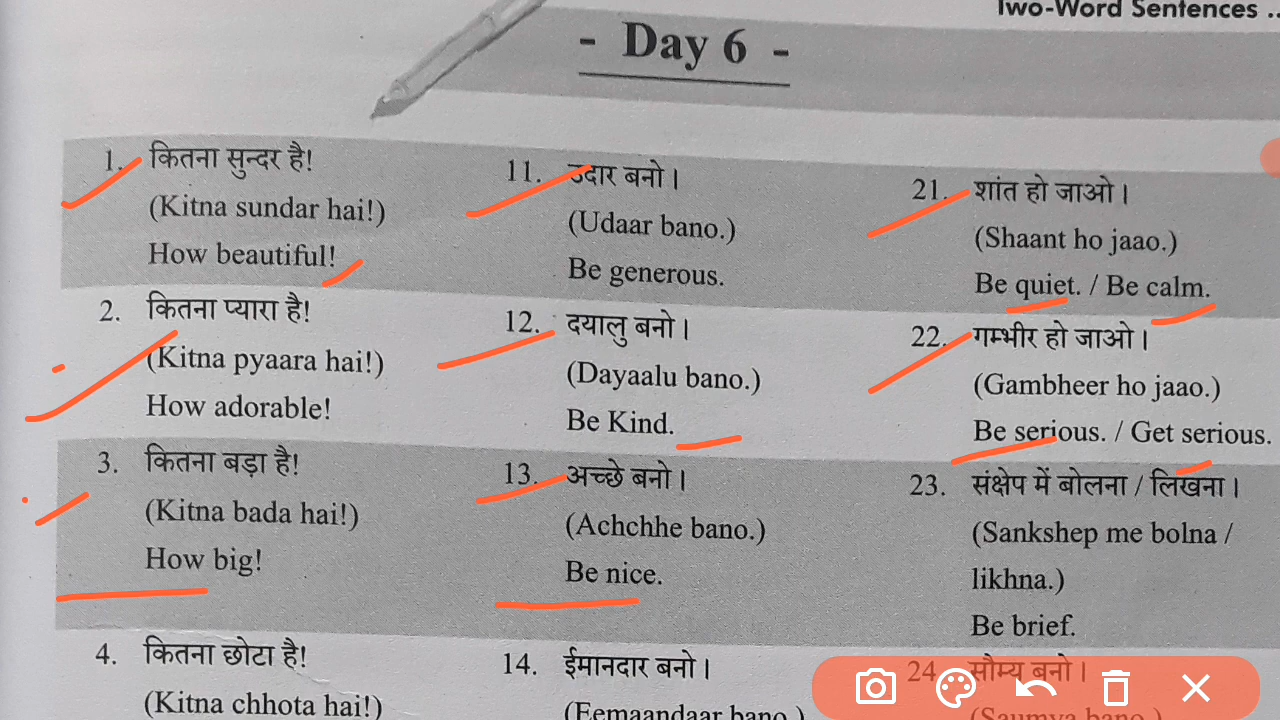 Two-Word Sentences ..
- Day 6 -
1. कितना सुन्दर है!
(Kitna sundar hai!)
How beautiful!
2. कितना प्यारा है!
(Kitna pyaara hai!)
How adorable!
3. कितना बड़ा है!
(Kitna bada hai!)
How big!
4. कितना छोटा है!
(Kitna chhota hai!)
11. उदार बनो।
(Udaar bano.)
Be generous.
12. दयालु बनो।
(Dayaalu bano.)
Be Kind.
13. अच्छे बनो।
(Achchhe bano.)
Be nice.
14. ईमानदार बनो।
(Eemaandaar bano.)
21. शांत हो जाओ।
(Shaant ho jaao.)
Be quiet. / Be calm.
22. गम्भीर हो जाओ।
(Gambheer ho jaao.)
Be serious. / Get serious.
23. संक्षेप में बोलना / लिखना।
(Sankshep me bolna /
likhna.)
Be brief.
24. सौम्य बनो।
(Saumya bano.)